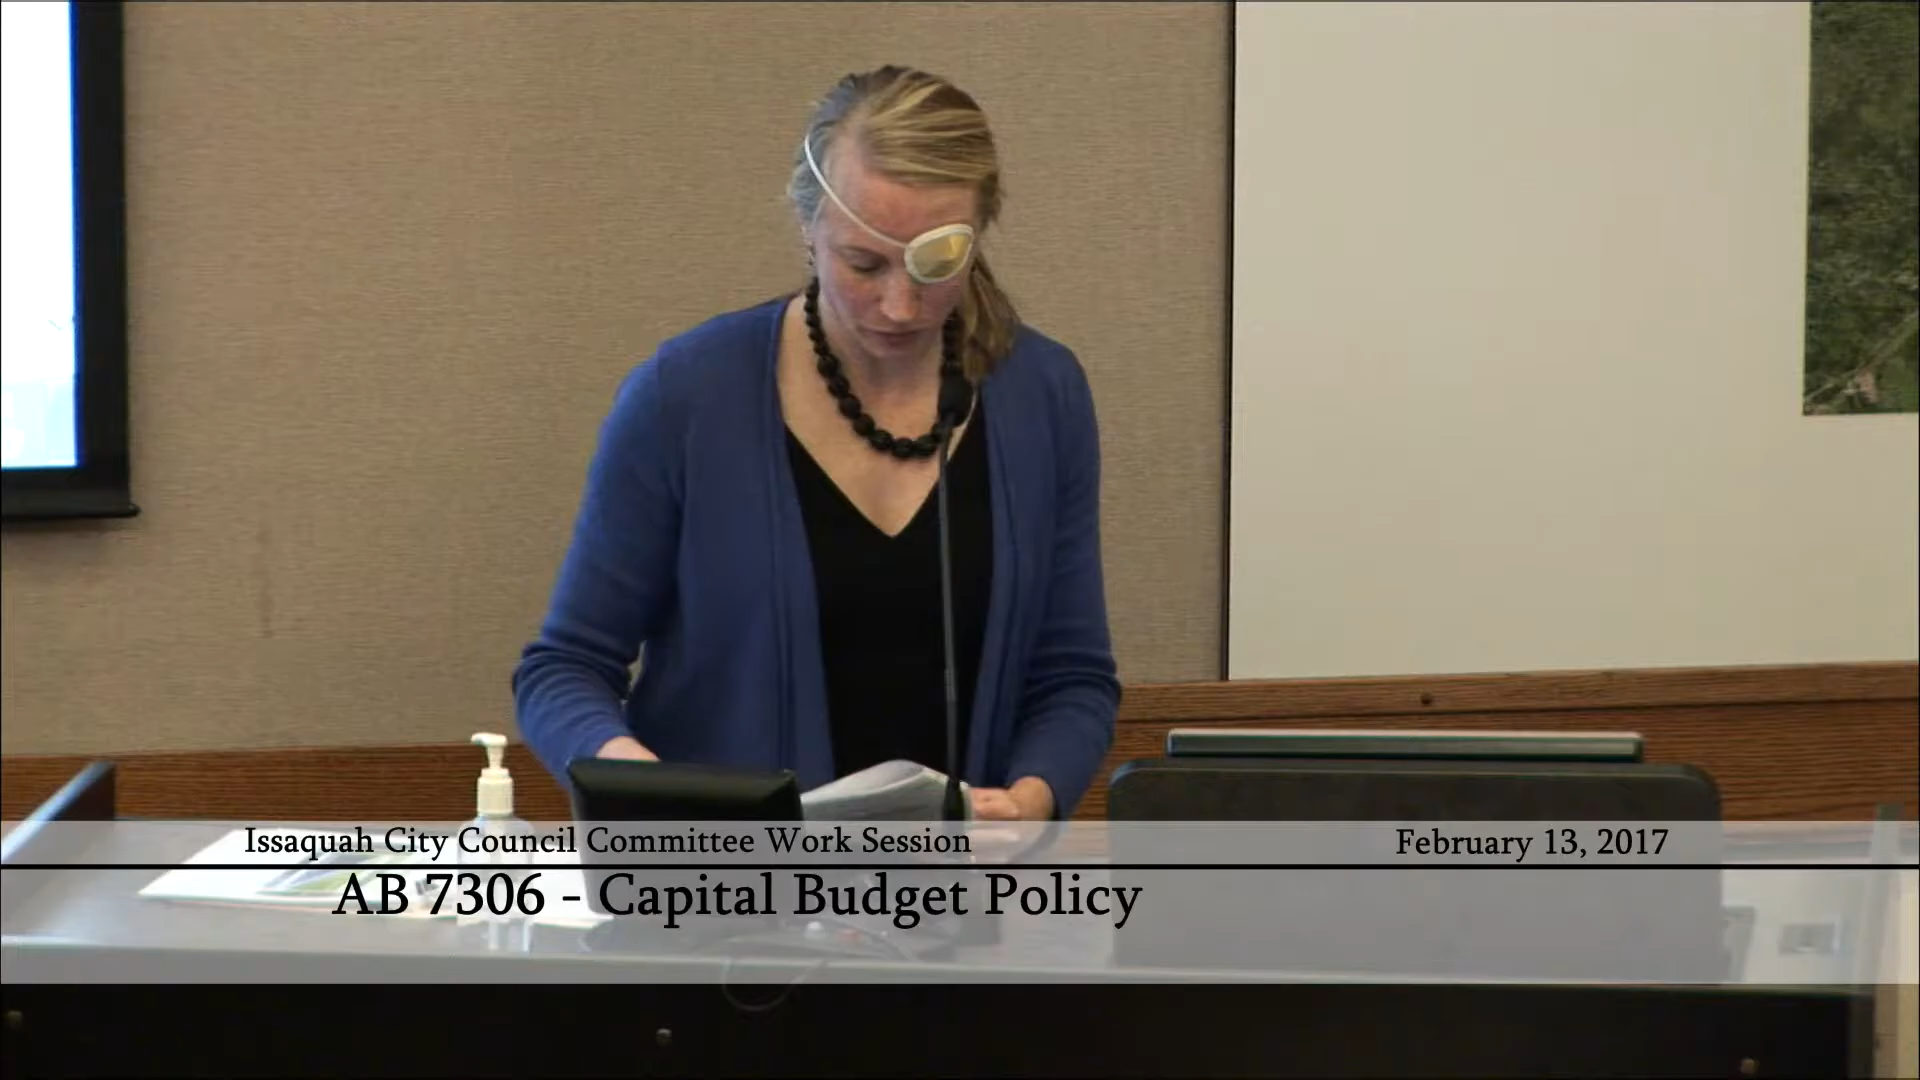 Issaquah City Council Committee Work Session
February 13, 2017
AB 7306 - Capital Budget Policy